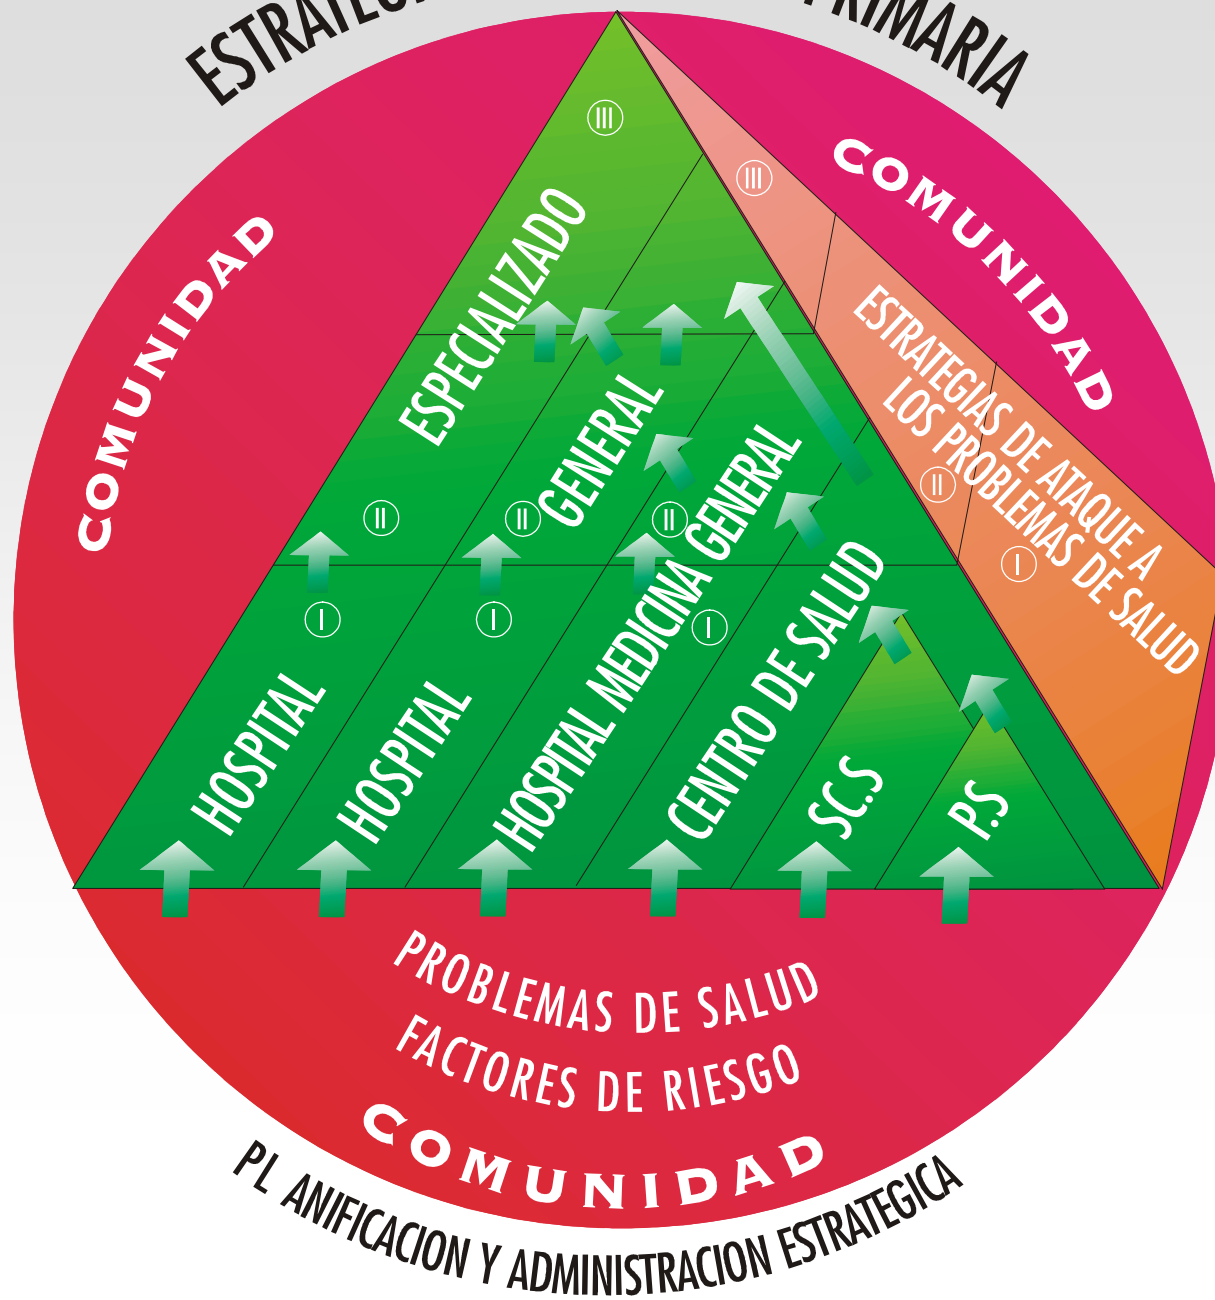 PRIMARIA
COMUNIDAD
COMUNIDAD
III
III
ESPECIALIZADO
GENERAL
ESTRATEGIAS DE ATAQUE A
LOS PROBLEMAS DE SALUD
II
II
II
II
I
I
I
I
I
HOSPITAL
HOSPITAL
HOSPITAL MEDICINA GENERAL
CENTRO DE SALUD
SC.S
P.S
PROBLEMAS DE SALUD
FACTORES DE RIESGO
COMUNIDAD
PL ANIFICACION Y ADMINISTRACION ESTRATEGICA